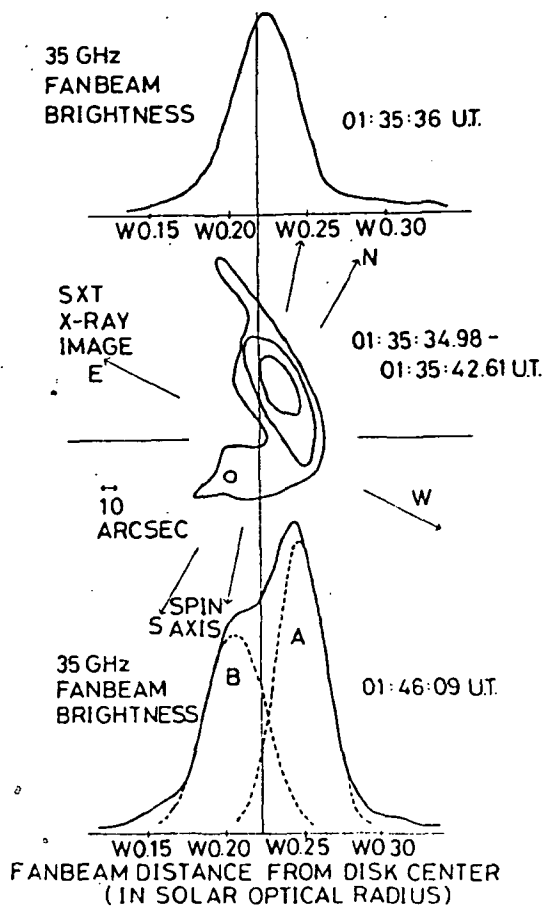 35 GHz
FANBEAM
BRIGHTNESS
01:35:36 U.T.
W0.15 W0.20 W0.25 W0.30
N
SXT
X-RAY
IMAGE
E
01:35:34.98 -
01:35:42.61 U.T.
10
ARCSEC
W
S
SPIN
AXIS
A
B
35 GHz
FANBEAM
BRIGHTNESS
01:46:09 U.T.
W0.15 W0.20 W0.25 W0.30
FANBEAM DISTANCE FROM DISK CENTER
(IN SOLAR OPTICAL RADIUS)